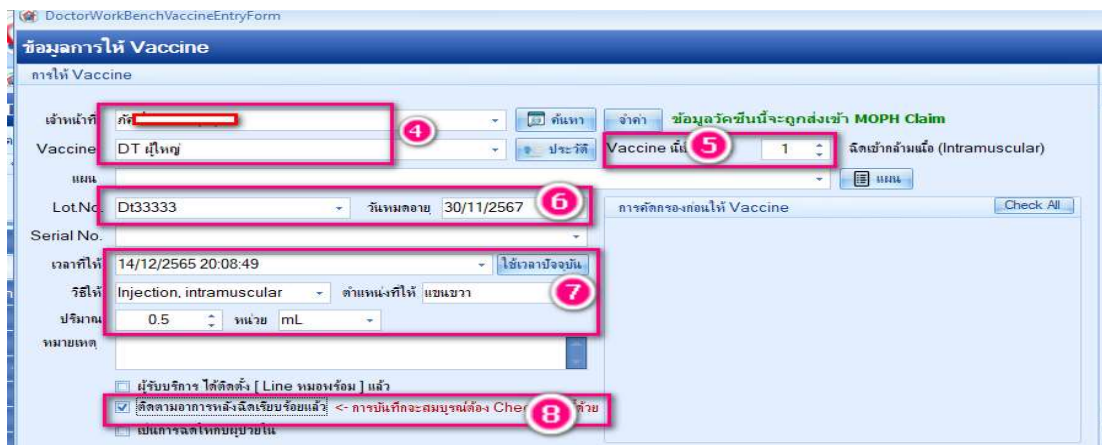 DoctorWorkBenchVaccineEntryForm
ข้อมูลการให้ Vaccine
การให้ Vaccine
เจ้าหน้าที่ 4 ค้นหา จำค่า ข้อมูลวัคซีนนี้จะถูกส่งเข้า MOPH Claim
Vaccine DT ผู้ใหญ่ ประวัติ Vaccine 5 1 ฉีดเข้ากล้ามเนื้อ (Intramuscular)
แผน แผน
Lot.No. Dt33333 วันหมดอายุ 30/11/2567 6 การคัดกรองก่อนให้ Vaccine Check All
Serial No.
เวลาที่ให้ 14/12/2565 20:08:49 ใช้เวลาปัจจุบัน
วิธีให้ Injection, intramuscular ตำแหน่งที่ให้ แขนขวา 7
ปริมาณ 0.5 หน่วย mL
หมายเหตุ
ผู้รับบริการ ได้ติดตั้ง [ Line หมอพร้อม ] แล้ว
ติดตามอาการหลังฉีดเรียบร้อยแล้ว <- การบันทึกจะสมบูรณ์ต้อง 8 ด้วย
เป็นการฉีดให้กับผู้ป่วยใน